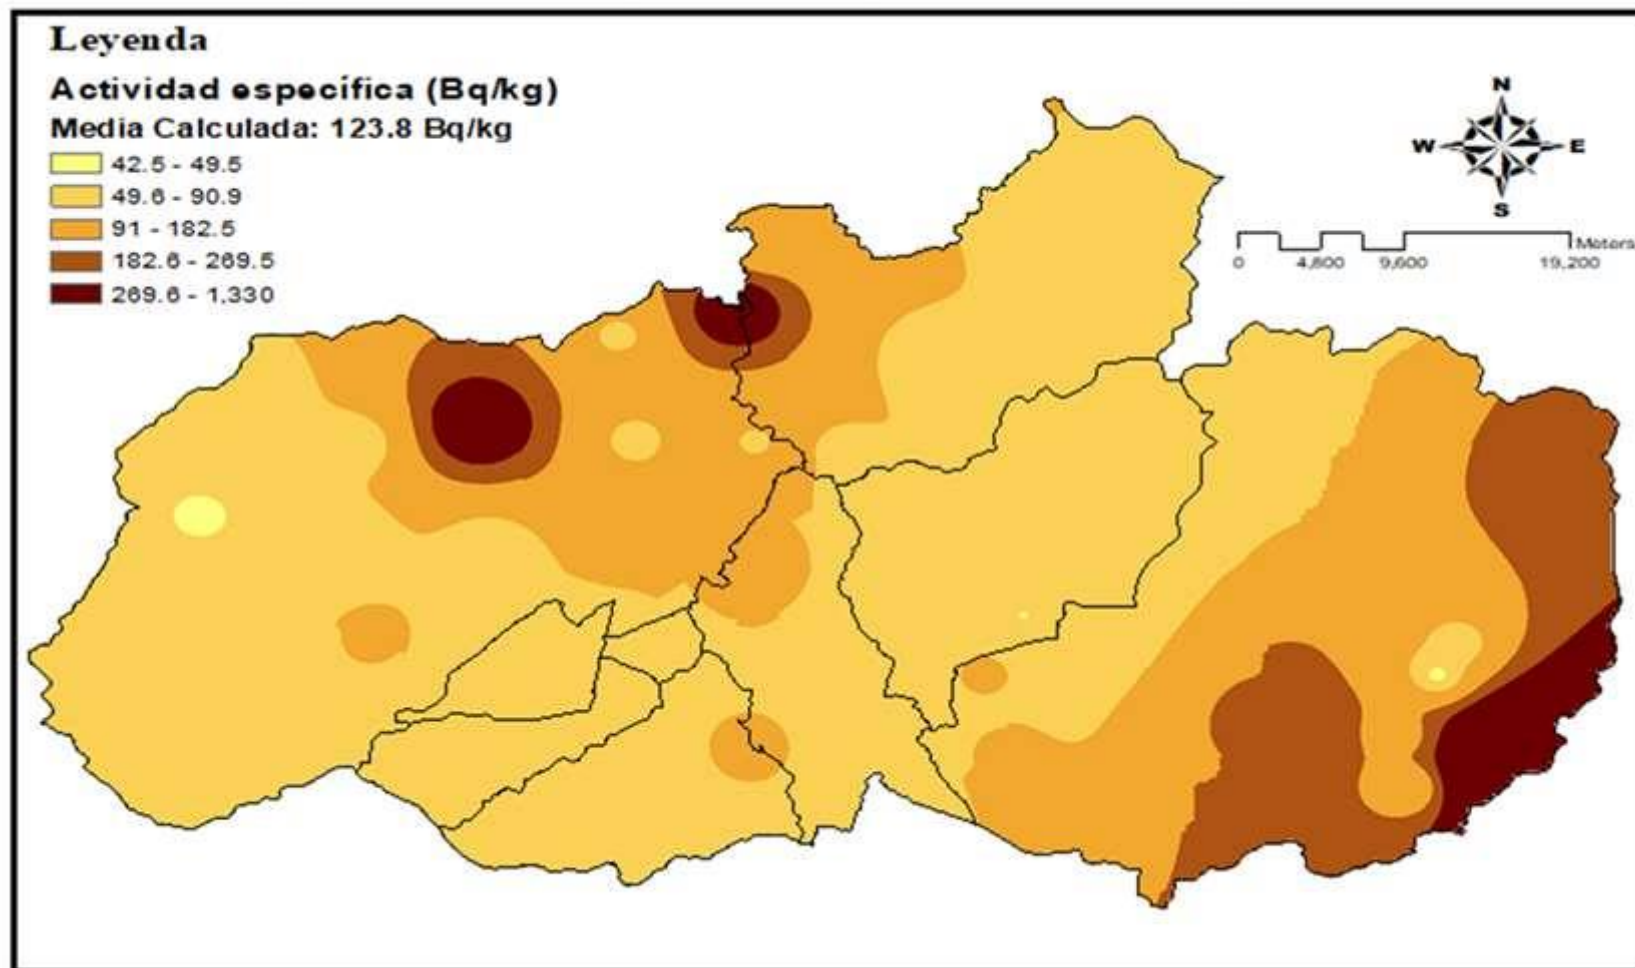 Leyenda
Actividad específica (Bq/kg)
Media Calculada: 123.8 Bq/kg
42.5 - 49.5
49.6 - 90.9
91 - 182.5
182.6 - 269.5
269.6 - 1,330
N
W E
S
Meters
0 4,800 9,600 19,200